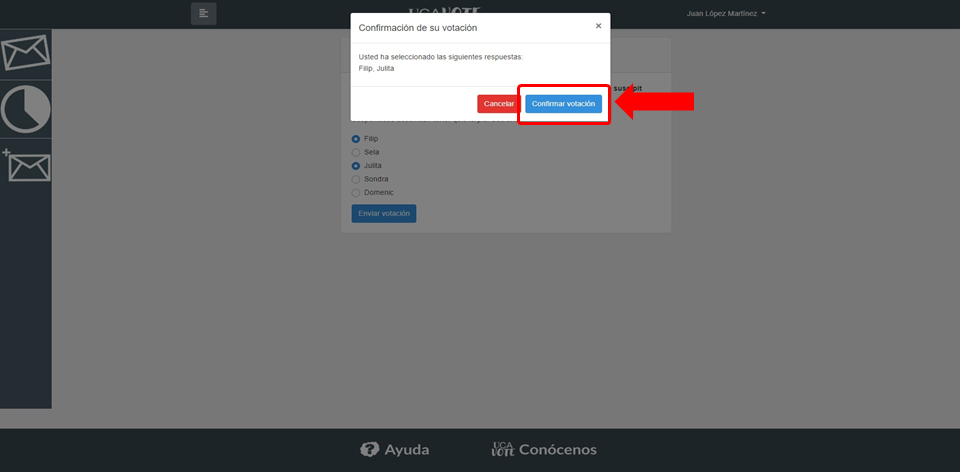 UCA VOTE
Juan López Martínez
Confirmación de su votación
×
Usted ha seleccionado las siguientes respuestas:
Filip, Julita
suscipit
Cancelar
Confirmar votación
Filip
Sela
Julita
Sondra
Domenic
Enviar votación
Ayuda
UCA
VOTE Conócenos